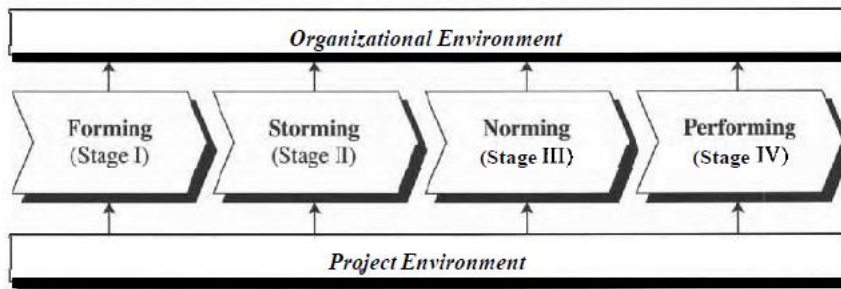 Organizational Environment
Forming
(Stage I)
Storming
(Stage II)
Norming
(Stage III)
Performing
(Stage IV)
Project Environment